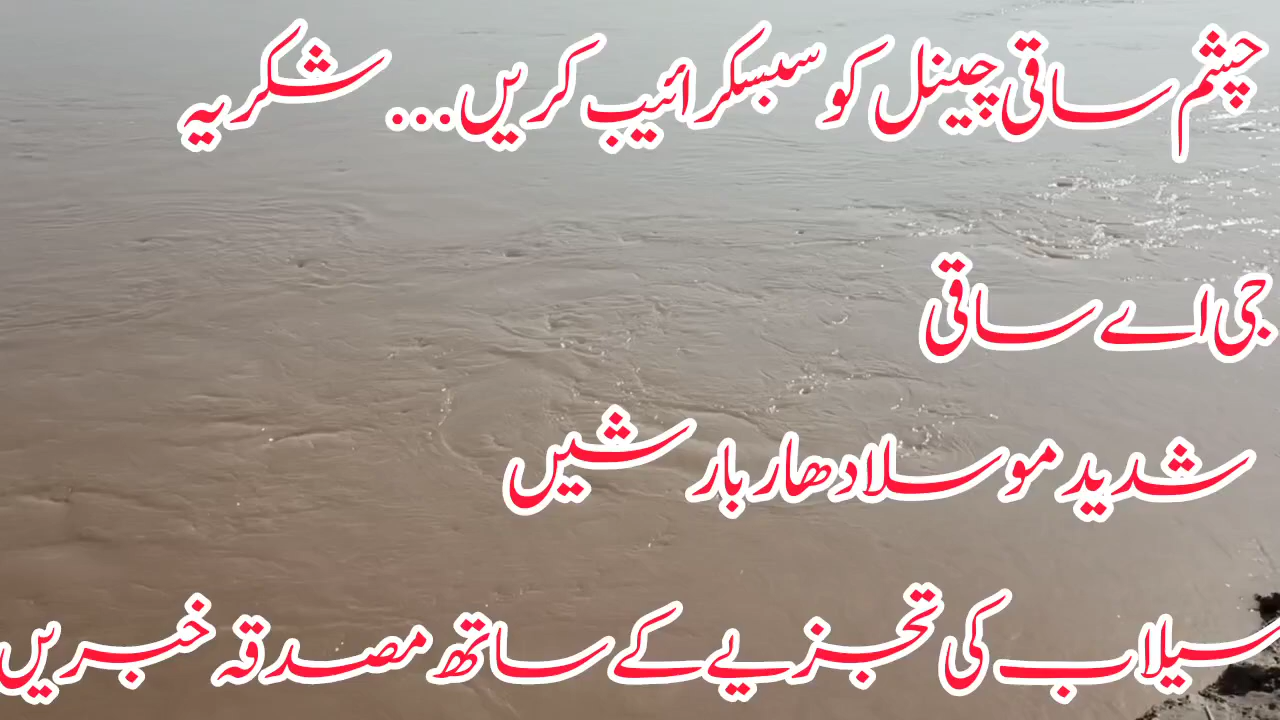 چشم ساقی چینل کو سبسکرائیب کریں... شکریہ
جی اے ساقی
شدید موسلادھار بارشیں
سیلاب کی تجزیے کے ساتھ مصدقہ خبریں